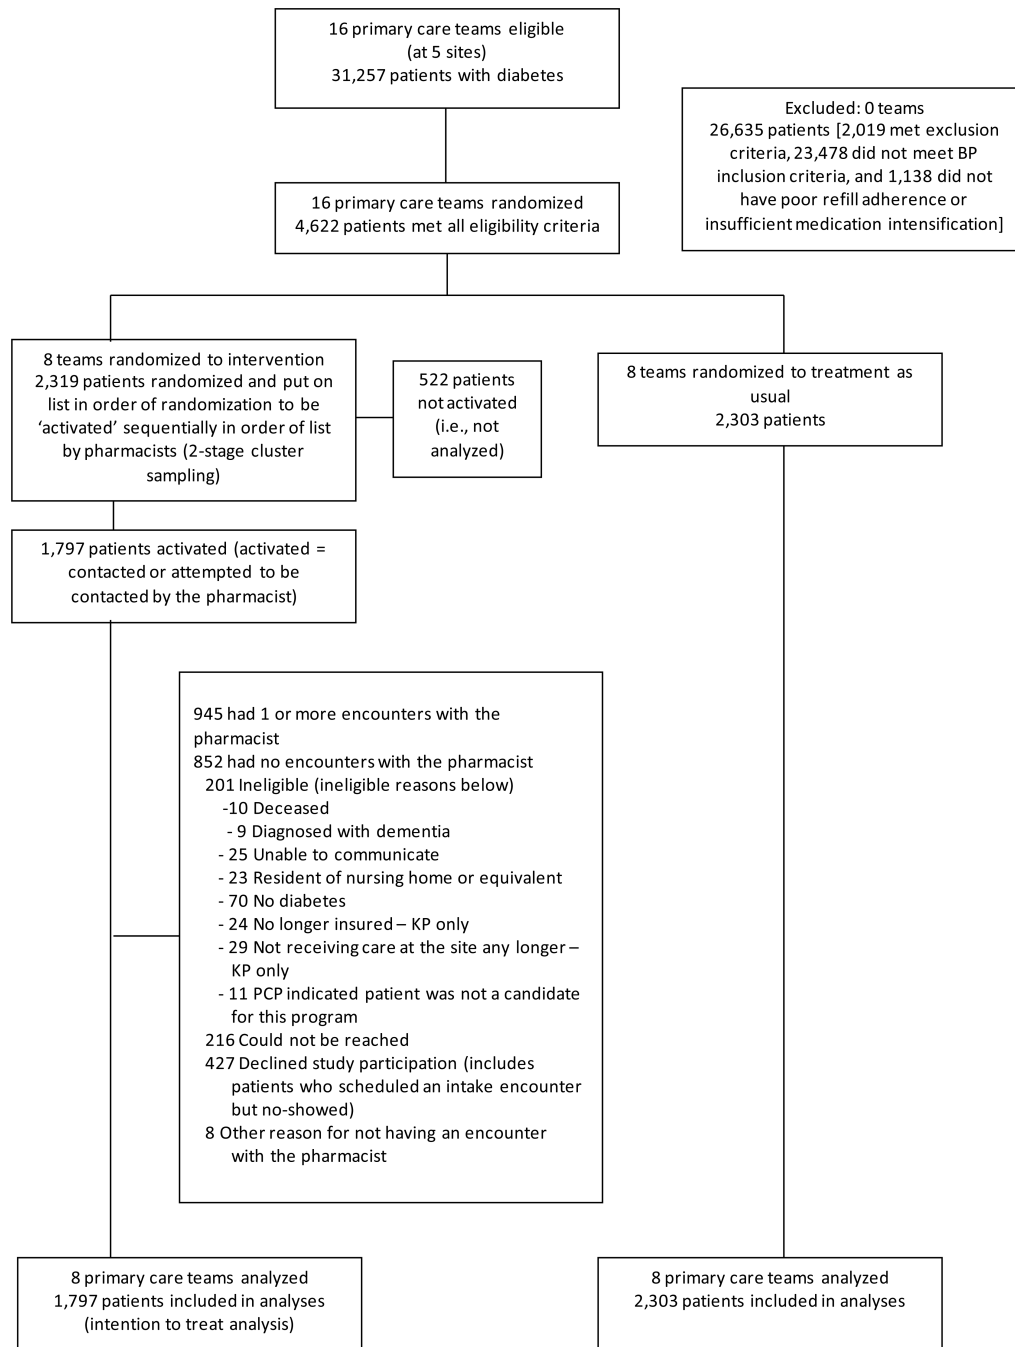 16 primary care teams eligible
(at 5 sites)
31,257 patients with diabetes
Excluded: 0 teams
26,635 patients [2,019 met exclusion
criteria, 23,478 did not meet BP
inclusion criteria, and 1,138 did not
have poor refill adherence or
insufficient medication intensification]
16 primary care teams randomized
4,622 patients met all eligibility criteria
8 teams randomized to intervention
2,319 patients randomized and put on
list in order of randomization to be
‘activated’ sequentially in order of list
by pharmacists (2-stage cluster
sampling)
522 patients
not activated
(i.e., not
analyzed)
8 teams randomized to treatment as
usual
2,303 patients
1,797 patients activated (activated =
contacted or attempted to be
contacted by the pharmacist)
945 had 1 or more encounters with the
pharmacist
852 had no encounters with the pharmacist
201 Ineligible (ineligible reasons below)
-10 Deceased
- 9 Diagnosed with dementia
- 25 Unable to communicate
- 23 Resident of nursing home or equivalent
- 70 No diabetes
- 24 No longer insured – KP only
- 29 Not receiving care at the site any longer –
KP only
- 11 PCP indicated patient was not a candidate
for this program
216 Could not be reached
427 Declined study participation (includes
patients who scheduled an intake encounter
but no-showed)
8 Other reason for not having an encounter
with the pharmacist
8 primary care teams analyzed
1,797 patients included in analyses
(intention to treat analysis)
8 primary care teams analyzed
2,303 patients included in analyses